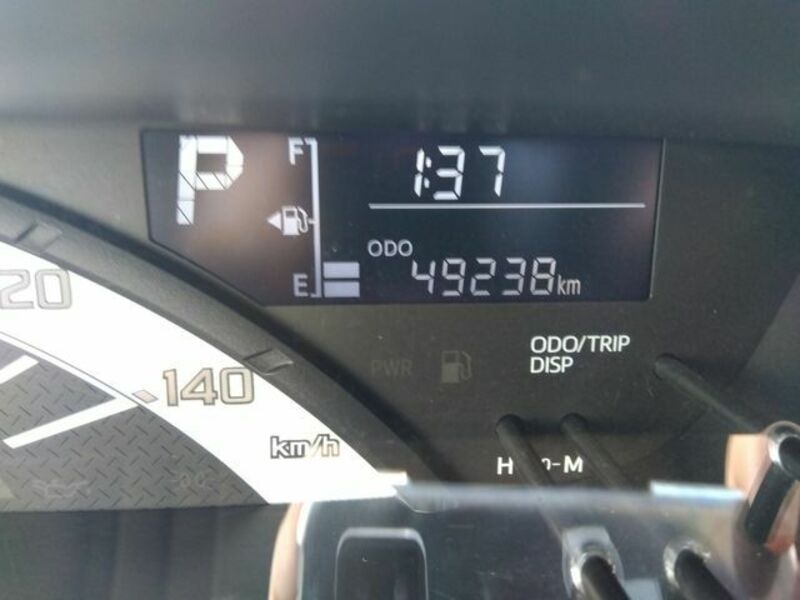 P
F
1:37
ODO
E
49238km
20
ODO/TRIP
DISP
PWR
140
km/h